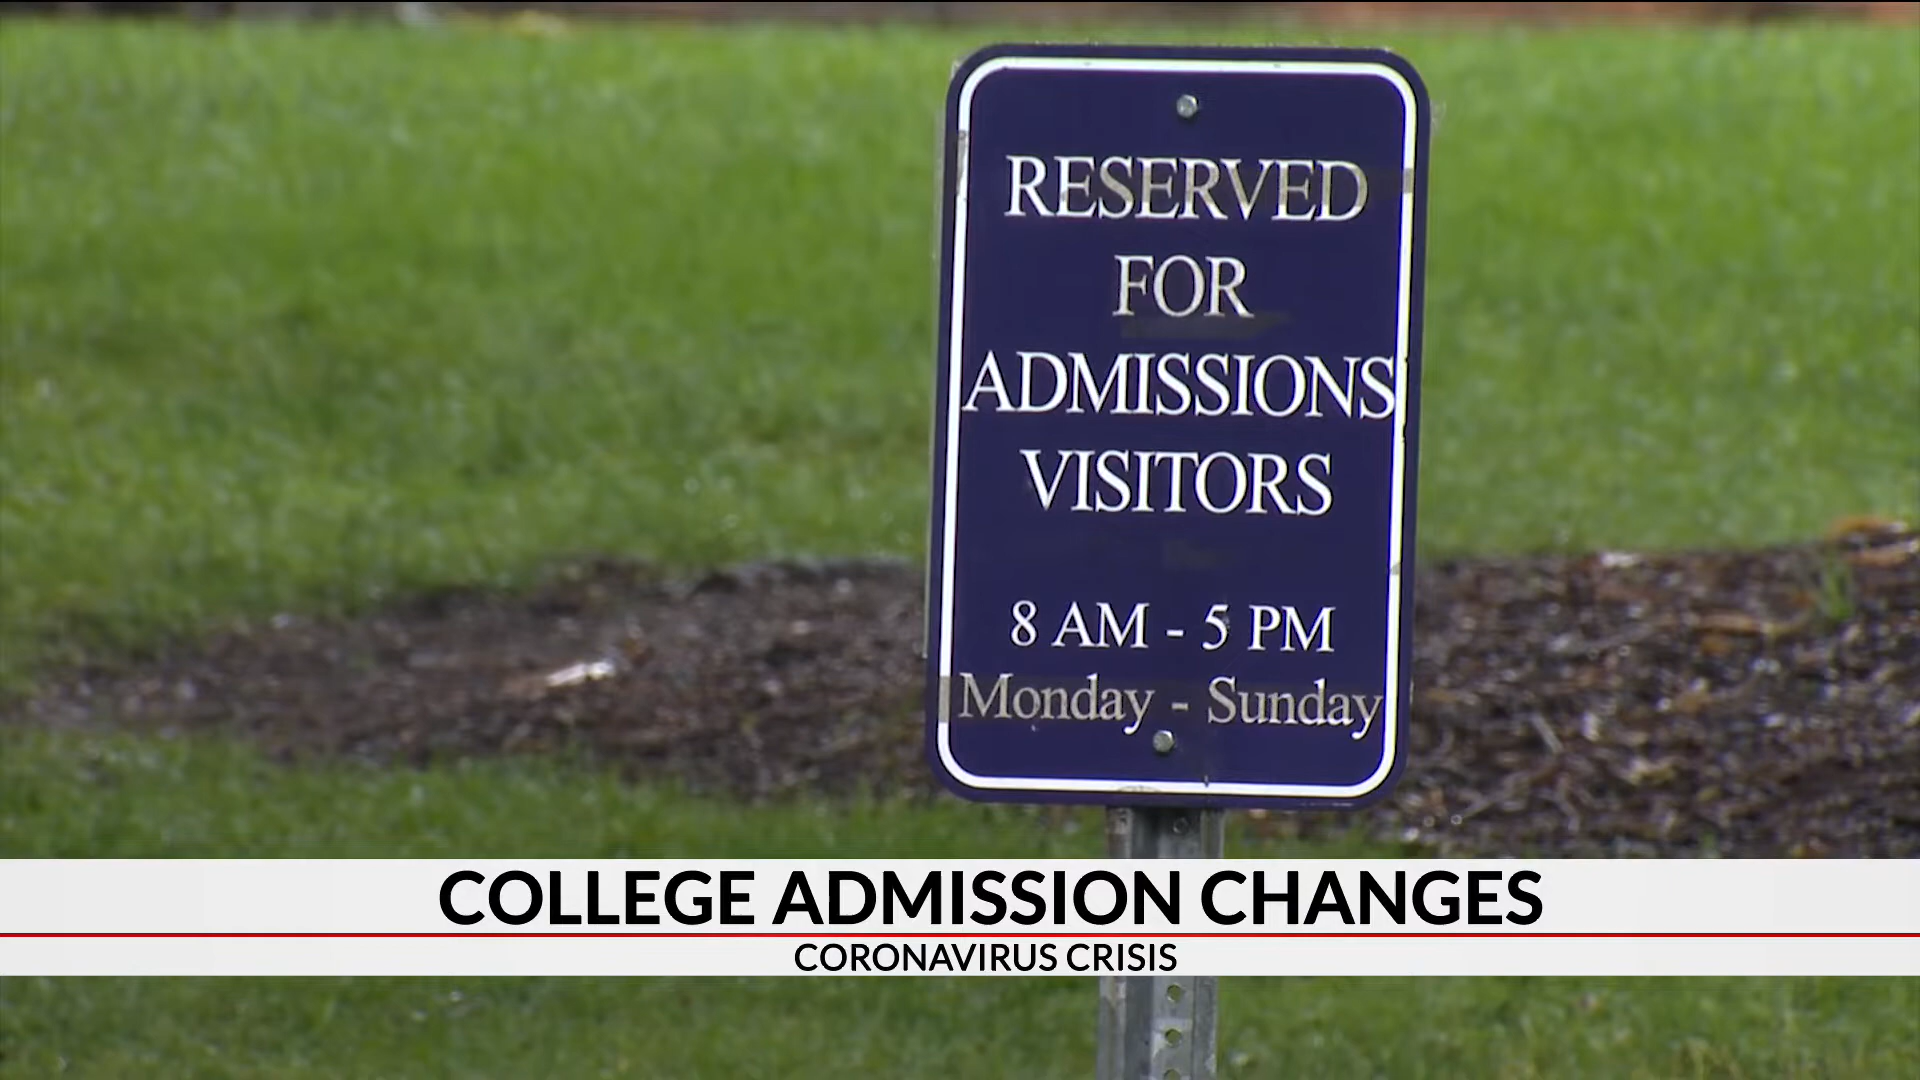 RESERVED
FOR
ADMISSIONS
VISITORS
8 AM - 5 PM
Monday - Sunday
COLLEGE ADMISSION CHANGES
CORONAVIRUS CRISIS